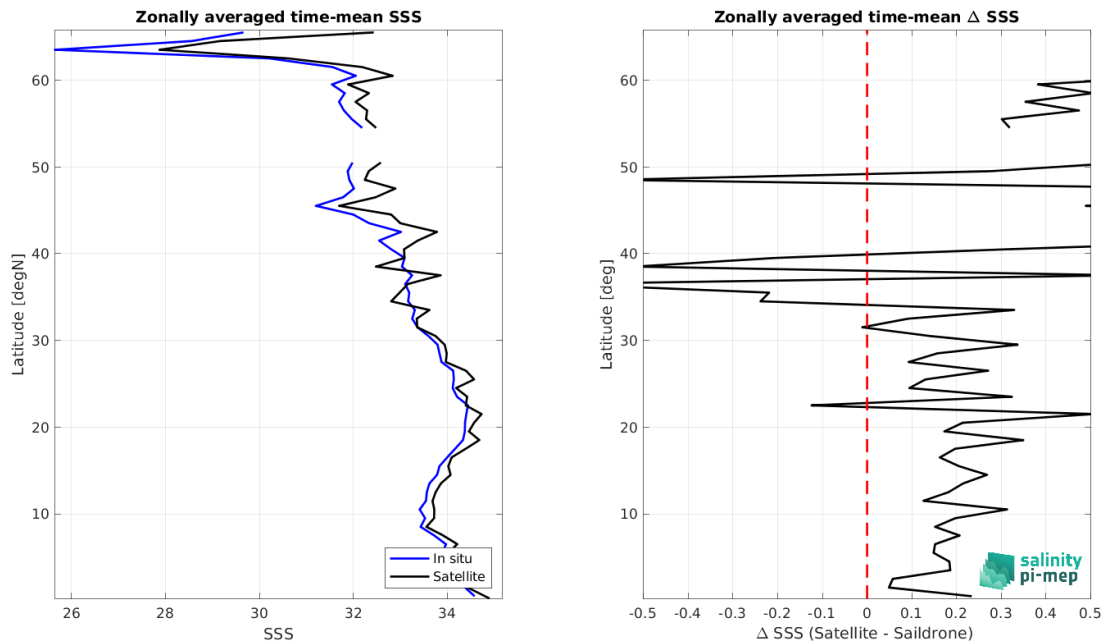 Zonally averaged time-mean SSS
Latitude [degN]
60
50
40
30
20
10
26 28 30 32 34
SSS
In situ
Satellite
Zonally averaged time-mean Δ SSS
Latitude [deg]
60
50
40
30
20
10
-0.5 -0.4 -0.3 -0.2 -0.1 0 0.1 0.2 0.3 0.4 0.5
Δ SSS (Satellite - Saildrone)
salinity
pi-mep